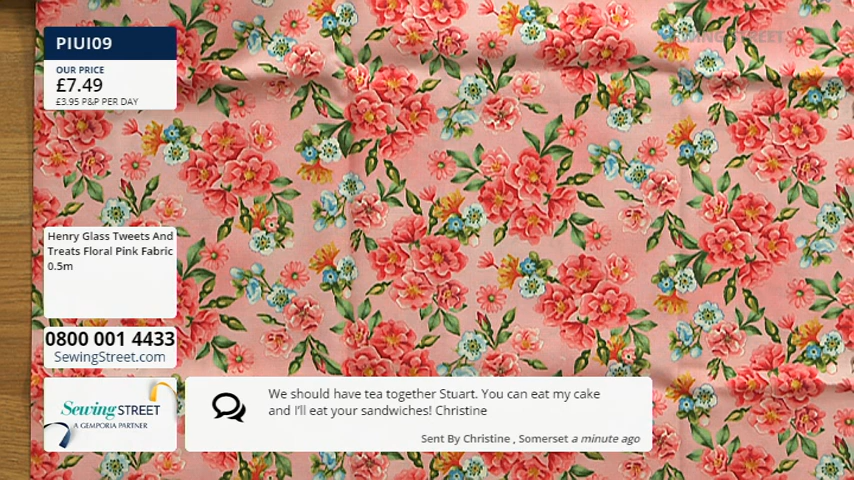 PIUI09
SEWING STREET
OUR PRICE
£7.49
£3.95 P&P PER DAY
Henry Glass Tweets And
Treats Floral Pink Fabric
0.5m
0800 001 4433
SewingStreet.com
Sewing STREET
A GEMPORIA PARTNER
We should have tea together Stuart. You can eat my cake
and I'll eat your sandwiches! Christine
Sent By Christine , Somerset a minute ago